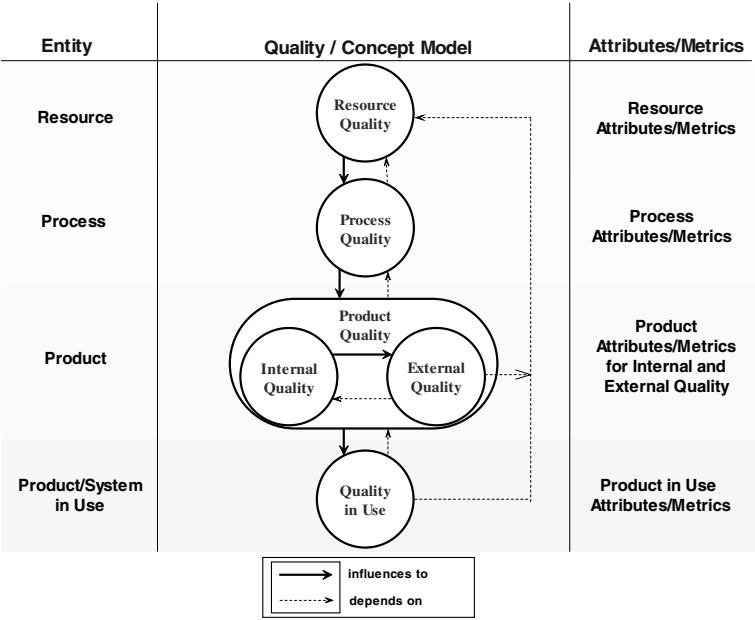 Entity
Quality / Concept Model
Attributes/Metrics
Resource
Resource
Quality
Resource
Attributes/Metrics
Process
Process
Quality
Process
Attributes/Metrics
Product
Product
Quality
Internal
Quality
External
Quality
Product
Attributes/Metrics
for Internal and
External Quality
Product/System
in Use
Quality
in Use
Product in Use
Attributes/Metrics
influences to
depends on